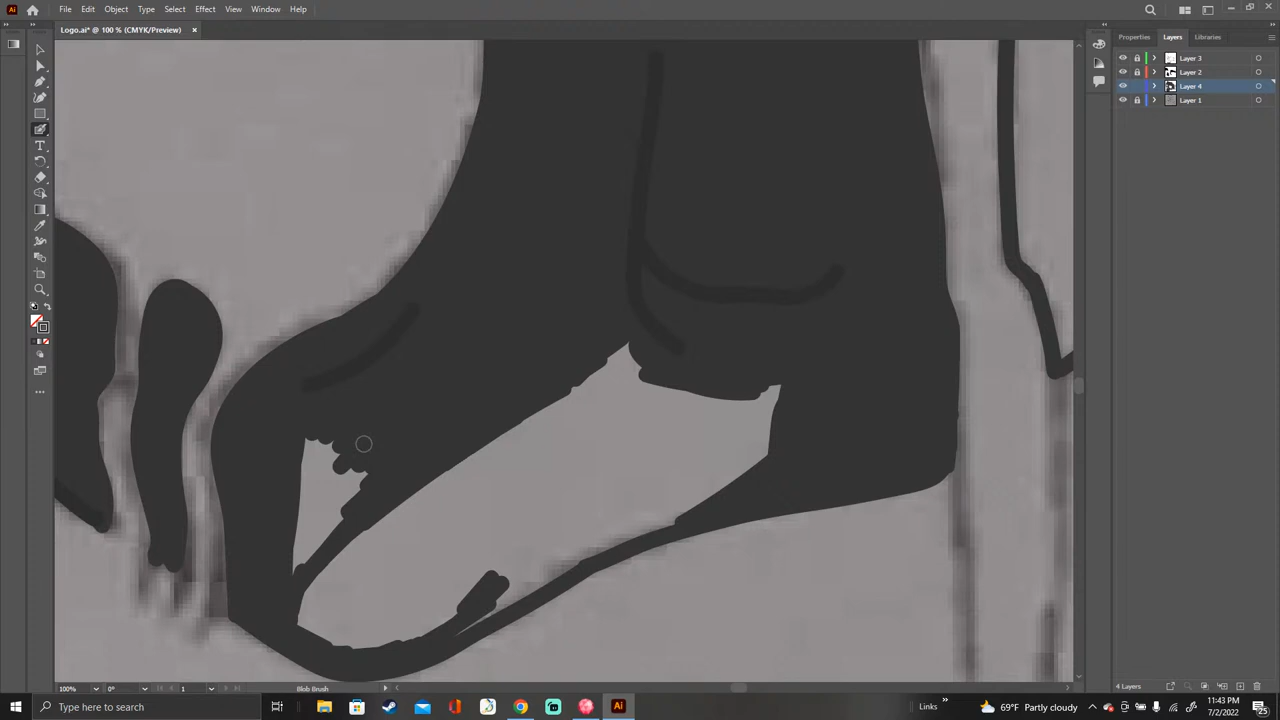 Ai
File Edit Object Type Select Effect View Window Help
Logo.ai* @ 100 % (CMYK/Preview) ×
Properties Layers Libraries
Layer 3
Layer 2
Layer 4
Layer 1
4 Layers
100% 0° 1 Blob Brush
Type here to search
Ai
Links » 69°F Partly cloudy
11:43 PM
7/2/2022